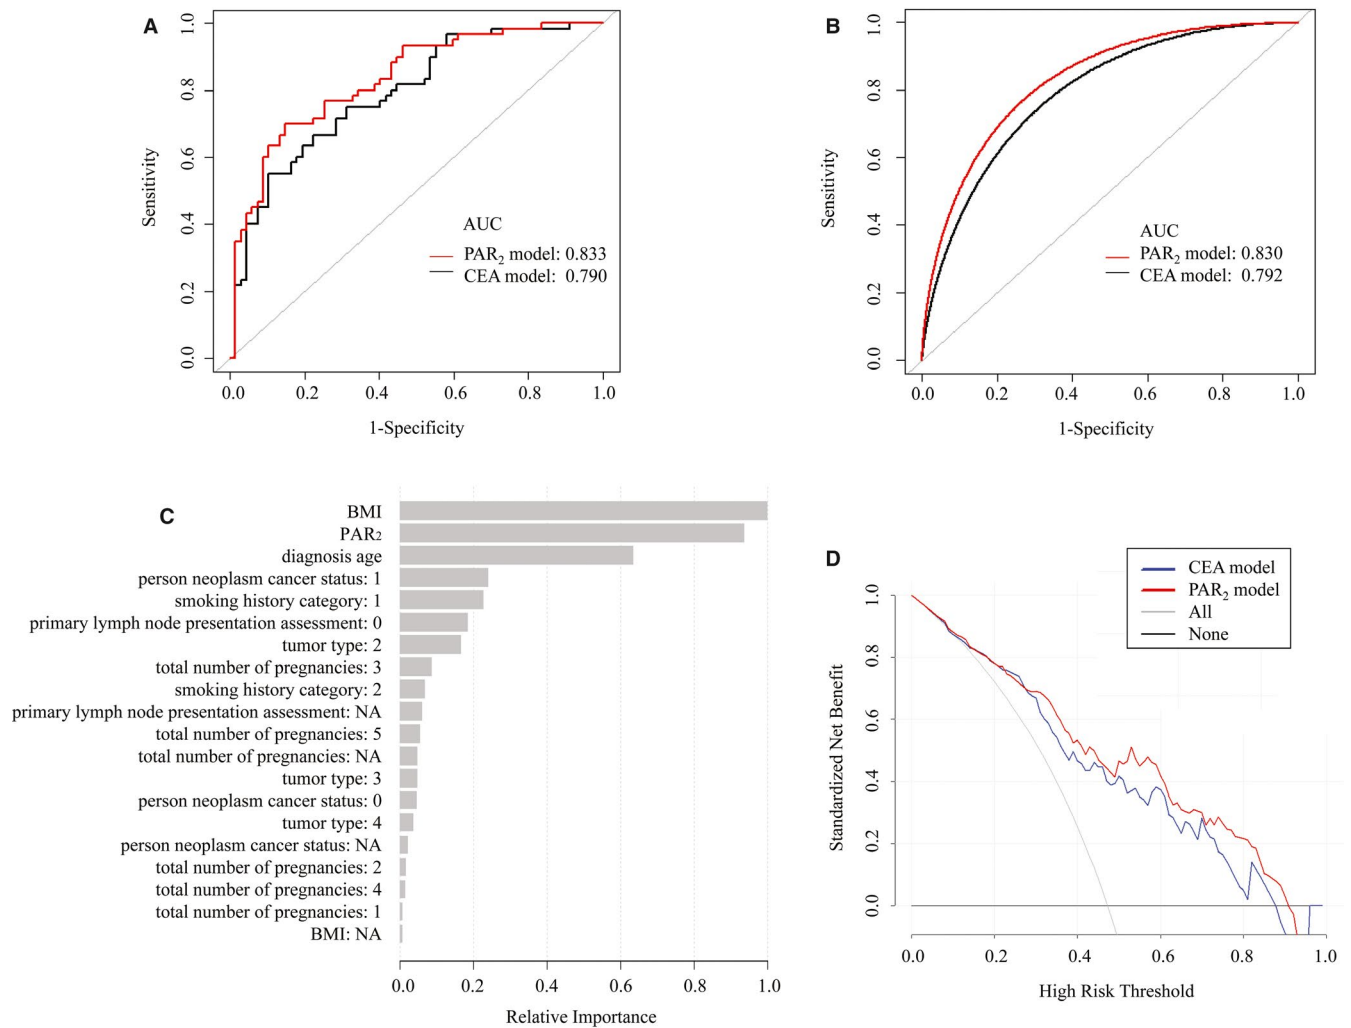 A
1.0
0.8
0.6
0.4
0.2
0.0
Sensitivity
AUC
PAR₂ model: 0.833
CEA model: 0.790
0.0 0.2 0.4 0.6 0.8 1.0
1-Specificity
B
1.0
0.8
0.6
0.4
0.2
0.0
Sensitivity
AUC
PAR₂ model: 0.830
CEA model: 0.792
0.0 0.2 0.4 0.6 0.8 1.0
1-Specificity
C
BMI
PAR₂
diagnosis age
person neoplasm cancer status: 1
smoking history category: 1
primary lymph node presentation assessment: 0
tumor type: 2
total number of pregnancies: 3
smoking history category: 2
primary lymph node presentation assessment: NA
total number of pregnancies: 5
total number of pregnancies: NA
tumor type: 3
person neoplasm cancer status: 0
tumor type: 4
person neoplasm cancer status: NA
total number of pregnancies: 2
total number of pregnancies: 4
total number of pregnancies: 1
BMI: NA
0.0 0.2 0.4 0.6 0.8 1.0
Relative Importance
D
CEA model
PAR₂ model
All
None
1.0
0.8
0.6
0.4
0.2
0.0
Standardized Net Benefit
0.0 0.2 0.4 0.6 0.8 1.0
High Risk Threshold